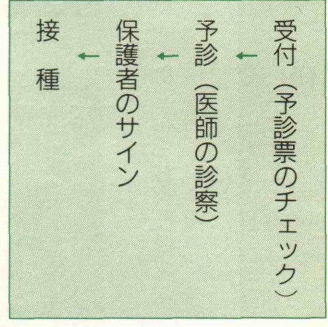 受付（予診票のチェック）
←
予診（医師の診察）
←
保護者のサイン
←
接種